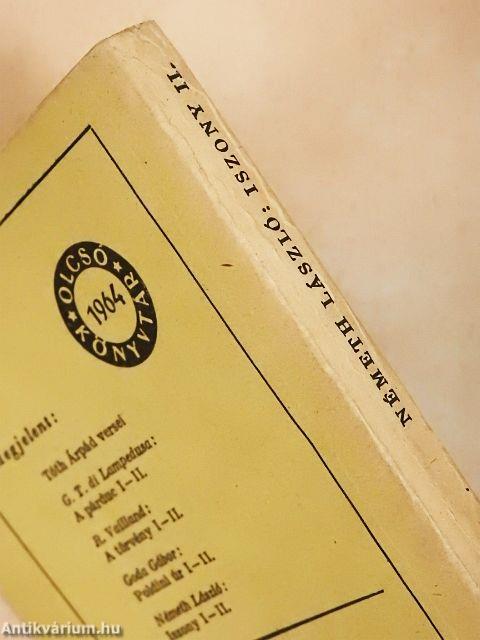 NÉMETH LÁSZLÓ: ISZONY II.
OLCSÓ
KÖNYVTÁR
1964
Megjelent:
Tóth Árpád versei
G. T. di Lampedusa:
A párduc I–II.
R. Vailland:
A törvény I–II.
Goda Gábor:
Poldini úr I–II.
Németh László:
Iszony I–II.
Antikvárium.hu